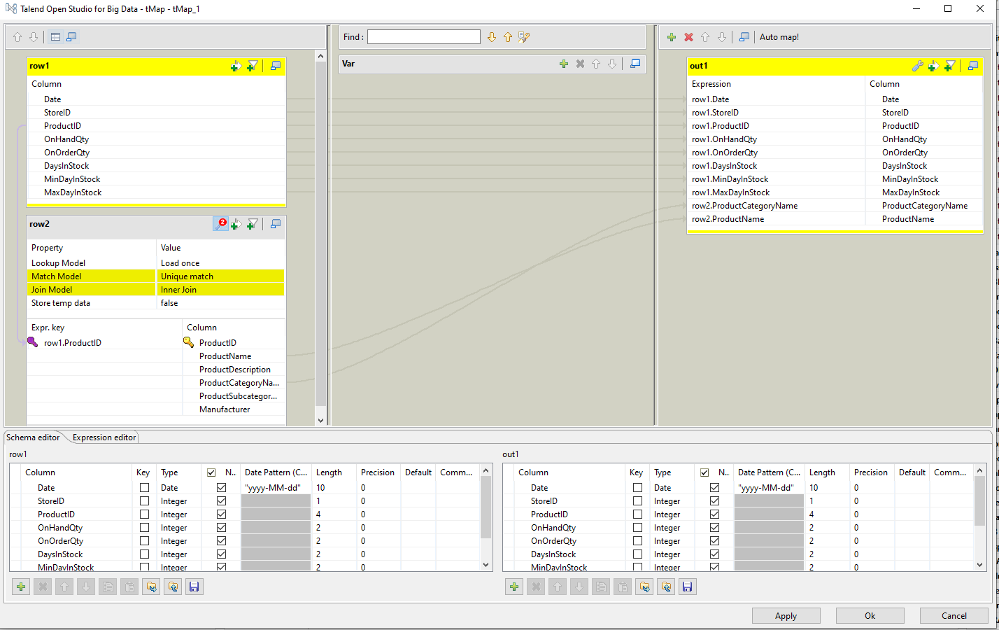 Talend Open Studio for Big Data - tMap - tMap_1
Find :
Auto map!
row1
Column
Date
StoreID
ProductID
OnHandQty
OnOrderQty
DaysInStock
MinDayInStock
MaxDayInStock
row2
2
Property Value
Lookup Model Load once
Match Model Unique match
Join Model Inner Join
Store temp data false
Expr. key Column
row1.ProductID ProductID
ProductName
ProductDescription
ProductCategoryNa...
ProductSubcategor...
Manufacturer
Var
out1
Expression Column
row1.Date Date
row1.StoreID StoreID
row1.ProductID ProductID
row1.OnHandQty OnHandQty
row1.OnOrderQty OnOrderQty
row1.DaysInStock DaysInStock
row1.MinDayInStock MinDayInStock
row1.MaxDayInStock MaxDayInStock
row2.ProductCategoryName ProductCategoryName
row2.ProductName ProductName
Schema editor Expression editor
row1
Column Key Type N.. Date Pattern (C... Length Precision Default Comm...
Date Date "yyyy-MM-dd" 10 0
StoreID Integer 1 0
ProductID Integer 4 0
OnHandQty Integer 2 0
OnOrderQty Integer 2 0
DaysInStock Integer 2 0
MinDayInStock Integer 2 0
out1
Column Key Type N.. Date Pattern (C... Length Precision Default Comm...
Date Date "yyyy-MM-dd" 10 0
StoreID Integer 1 0
ProductID Integer 4 0
OnHandQty Integer 2 0
OnOrderQty Integer 2 0
DaysInStock Integer 2 0
MinDayInStock Integer 2 0
Apply Ok Cancel